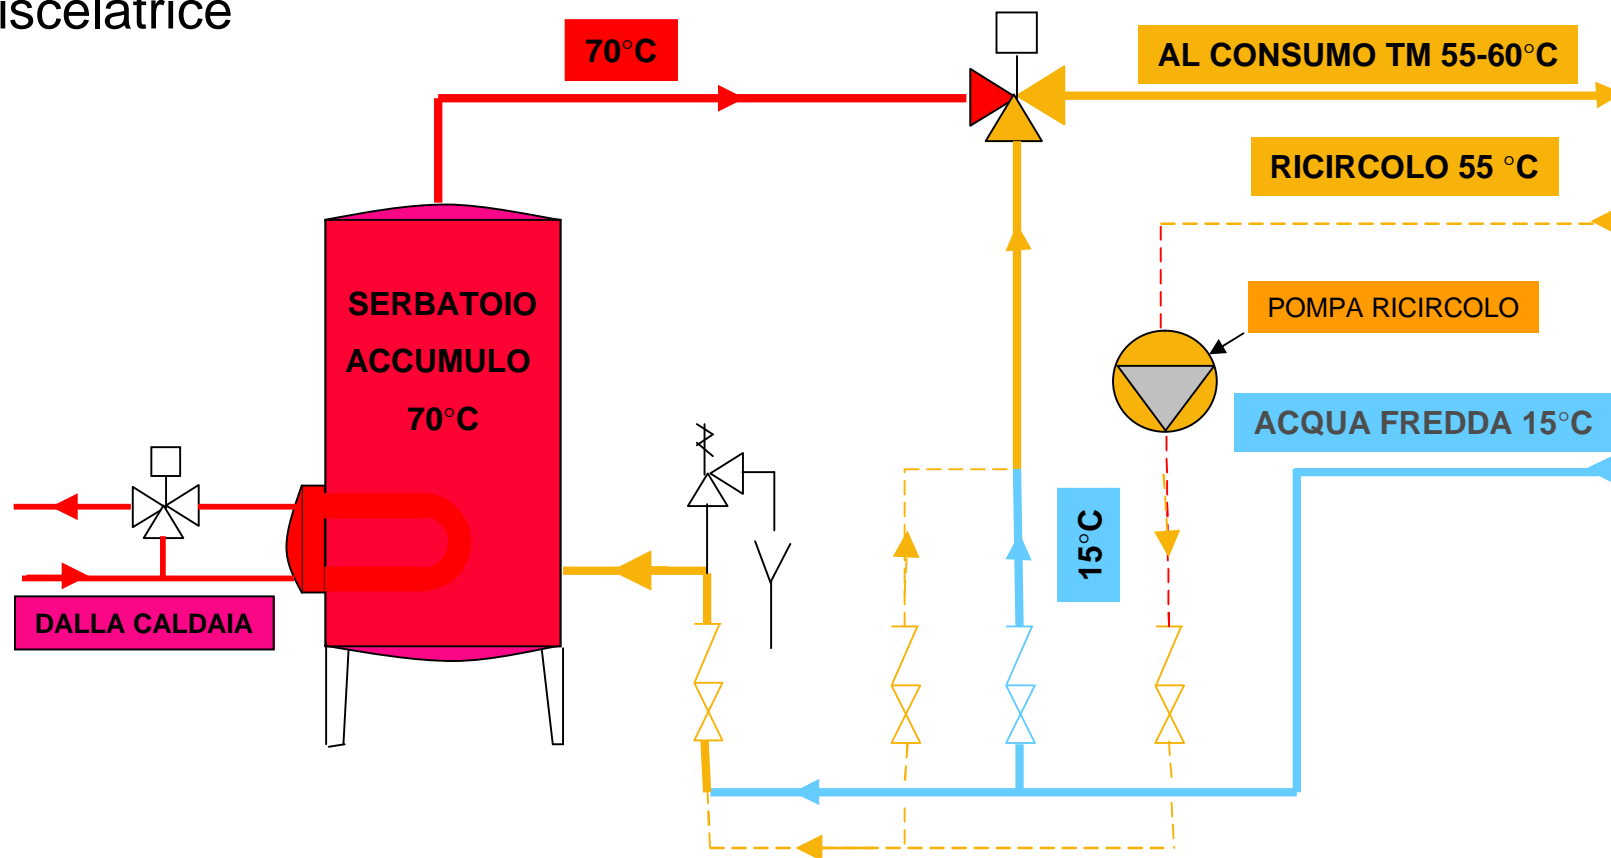 iscelatrice
70°C
AL CONSUMO TM 55-60°C
RICIRCOLO 55 °C
SERBATOIO
ACCUMULO
70°C
POMPA RICIRCOLO
ACQUA FREDDA 15°C
15°C
DALLA CALDAIA